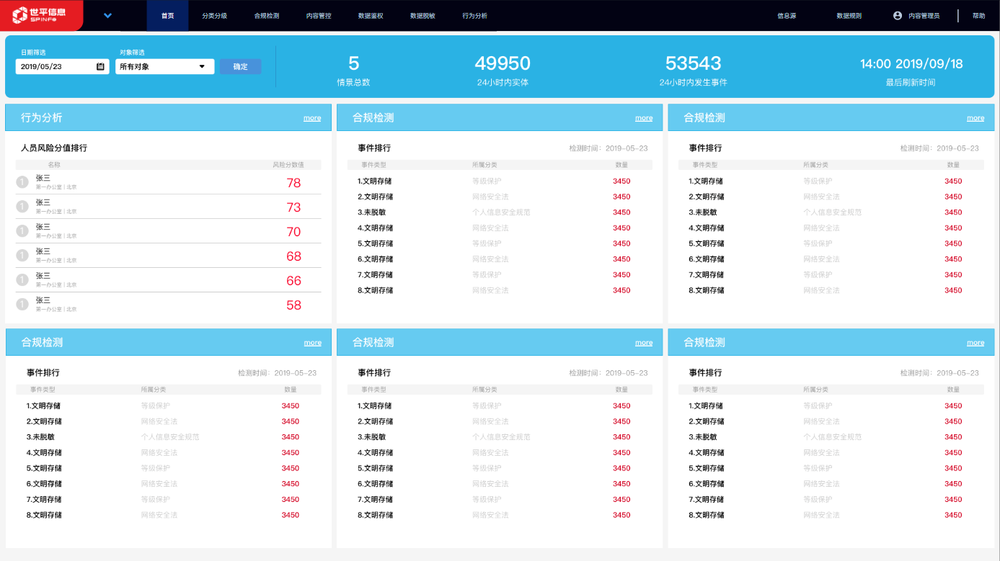 世平信息
SPINFO
首页 分类分级 合规检测 内容管控 数据鉴权 数据脱敏 行为分析 信息源 数据规则 内容管理员 帮助
日期筛选 对象筛选
2019/05/23 所有对象 确定
5 49950 53543 14:00 2019/09/18
情景总数 24小时内实体 24小时内发生事件 最后刷新时间
行为分析 more
人员风险分值排行
名称 风险分数值
1 张三 78
第一办公室 | 北京
1 张三 73
第一办公室 | 北京
1 张三 70
第一办公室 | 北京
1 张三 68
第一办公室 | 北京
1 张三 66
第一办公室 | 北京
1 张三 58
第一办公室 | 北京
合规检测 more
事件排行 检测时间：2019-05-23
事件类型 所属分类 数量
1.文明存储 等级保护 3450
2.文明存储 网络安全法 3450
3.未脱敏 个人信息安全规范 3450
4.文明存储 网络安全法 3450
5.文明存储 等级保护 3450
6.文明存储 网络安全法 3450
7.文明存储 等级保护 3450
8.文明存储 网络安全法 3450
合规检测 more
事件排行 检测时间：2019-05-23
事件类型 所属分类 数量
1.文明存储 等级保护 3450
2.文明存储 网络安全法 3450
3.未脱敏 个人信息安全规范 3450
4.文明存储 网络安全法 3450
5.文明存储 等级保护 3450
6.文明存储 网络安全法 3450
7.文明存储 等级保护 3450
8.文明存储 网络安全法 3450
合规检测 more
事件排行 检测时间：2019-05-23
事件类型 所属分类 数量
1.文明存储 等级保护 3450
2.文明存储 网络安全法 3450
3.未脱敏 个人信息安全规范 3450
4.文明存储 网络安全法 3450
5.文明存储 等级保护 3450
6.文明存储 网络安全法 3450
7.文明存储 等级保护 3450
8.文明存储 网络安全法 3450
合规检测 more
事件排行 检测时间：2019-05-23
事件类型 所属分类 数量
1.文明存储 等级保护 3450
2.文明存储 网络安全法 3450
3.未脱敏 个人信息安全规范 3450
4.文明存储 网络安全法 3450
5.文明存储 等级保护 3450
6.文明存储 网络安全法 3450
7.文明存储 等级保护 3450
8.文明存储 网络安全法 3450
合规检测 more
事件排行 检测时间：2019-05-23
事件类型 所属分类 数量
1.文明存储 等级保护 3450
2.文明存储 网络安全法 3450
3.未脱敏 个人信息安全规范 3450
4.文明存储 网络安全法 3450
5.文明存储 等级保护 3450
6.文明存储 网络安全法 3450
7.文明存储 等级保护 3450
8.文明存储 网络安全法 3450